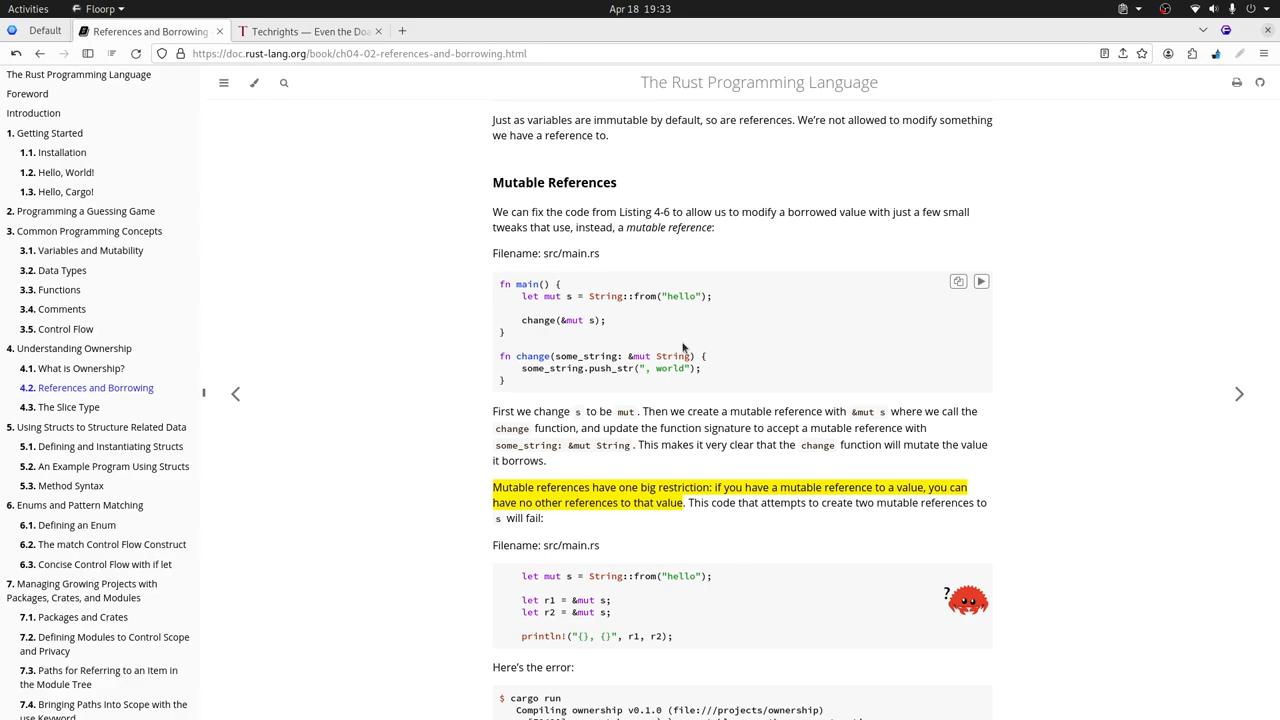 Activities
Floorp
Apr 18 19:33
Default
References and Borrowing
Techrights — Even the Doa
https://doc.rust-lang.org/book/ch04-02-references-and-borrowing.html
The Rust Programming Language
Foreword
Introduction
1. Getting Started
1.1. Installation
1.2. Hello, World!
1.3. Hello, Cargo!
2. Programming a Guessing Game
3. Common Programming Concepts
3.1. Variables and Mutability
3.2. Data Types
3.3. Functions
3.4. Comments
3.5. Control Flow
4. Understanding Ownership
4.1. What is Ownership?
4.2. References and Borrowing
4.3. The Slice Type
5. Using Structs to Structure Related Data
5.1. Defining and Instantiating Structs
5.2. An Example Program Using Structs
5.3. Method Syntax
6. Enums and Pattern Matching
6.1. Defining an Enum
6.2. The match Control Flow Construct
6.3. Concise Control Flow with if let
7. Managing Growing Projects with
Packages, Crates, and Modules
7.1. Packages and Crates
7.2. Defining Modules to Control Scope
and Privacy
7.3. Paths for Referring to an Item in
the Module Tree
7.4. Bringing Paths Into Scope with the
use Keyword
The Rust Programming Language
Just as variables are immutable by default, so are references. We’re not allowed to modify something
we have a reference to.
Mutable References
We can fix the code from Listing 4-6 to allow us to modify a borrowed value with just a few small
tweaks that use, instead, a mutable reference:
Filename: src/main.rs
fn main() {
    let mut s = String::from("hello");
    change(&mut s);
}
fn change(some_string: &mut String) {
    some_string.push_str(", world");
}
First we change s to be mut. Then we create a mutable reference with &mut s where we call the
change function, and update the function signature to accept a mutable reference with
some_string: &mut String. This makes it very clear that the change function will mutate the value
it borrows.
Mutable references have one big restriction: if you have a mutable reference to a value, you can
have no other references to that value. This code that attempts to create two mutable references to
s will fail:
Filename: src/main.rs
    let mut s = String::from("hello");
    let r1 = &mut s;
    let r2 = &mut s;
    println!("{}, {}", r1, r2);
?
Here’s the error:
$ cargo run
   Compiling ownership v0.1.0 (file:///projects/ownership)